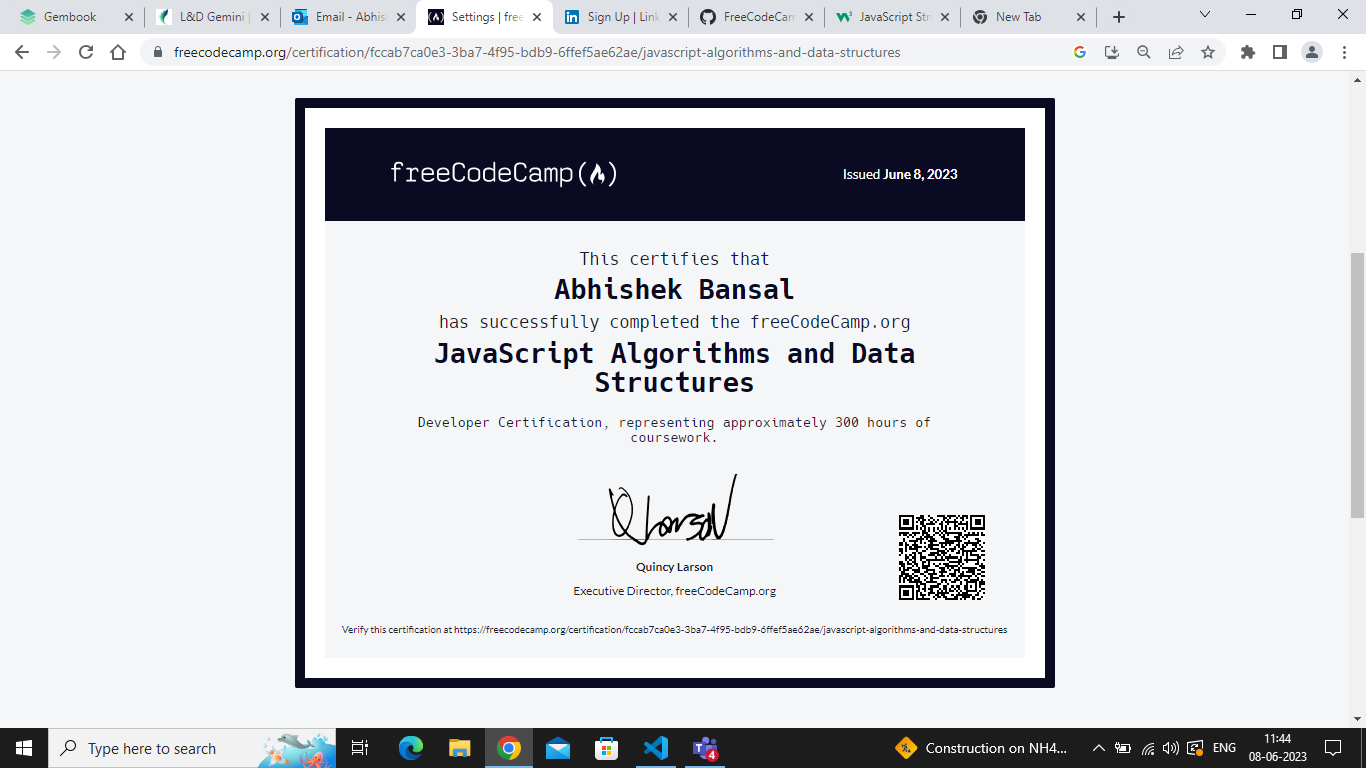 Gembook
L&D Gemini |
Email - Abhis
Settings | free
Sign Up | Link
FreeCodeCam
JavaScript Str
New Tab
freecodecamp.org/certification/fccab7ca0e3-3ba7-4f95-bdb9-6ffef5ae62ae/javascript-algorithms-and-data-structures
freeCodeCamp
Issued June 8, 2023
This certifies that
Abhishek Bansal
has successfully completed the freeCodeCamp.org
JavaScript Algorithms and Data
Structures
Developer Certification, representing approximately 300 hours of
coursework.
QLarson
Quincy Larson
Executive Director, freeCodeCamp.org
Verify this certification at https://freecodecamp.org/certification/fccab7ca0e3-3ba7-4f95-bdb9-6ffef5ae62ae/javascript-algorithms-and-data-structures
Type here to search
4
Construction on NH4...
ENG
11:44
08-06-2023